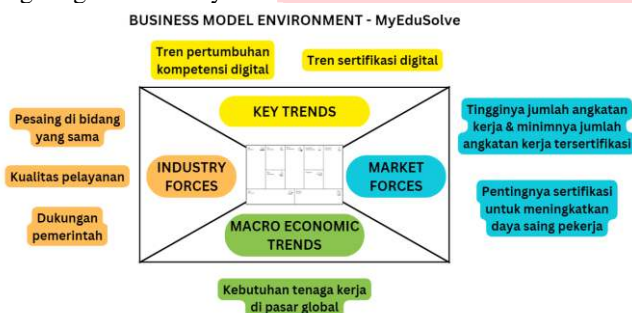 BUSINESS MODEL ENVIRONMENT - MyEduSolve
Tren pertumbuhan
kompetensi digital
Tren sertifikasi digital
KEY TRENDS
Pesaing di bidang
yang sama
Kualitas pelayanan
Dukungan
pemerintah
INDUSTRY
FORCES
MARKET
FORCES
Tingginya jumlah angkatan
kerja & minimnya jumlah
angkatan kerja tersertifikasi
Pentingnya sertifikasi
untuk meningkatkan
daya saing pekerja
MACRO ECONOMIC
TRENDS
Kebutuhan tenaga kerja
di pasar global